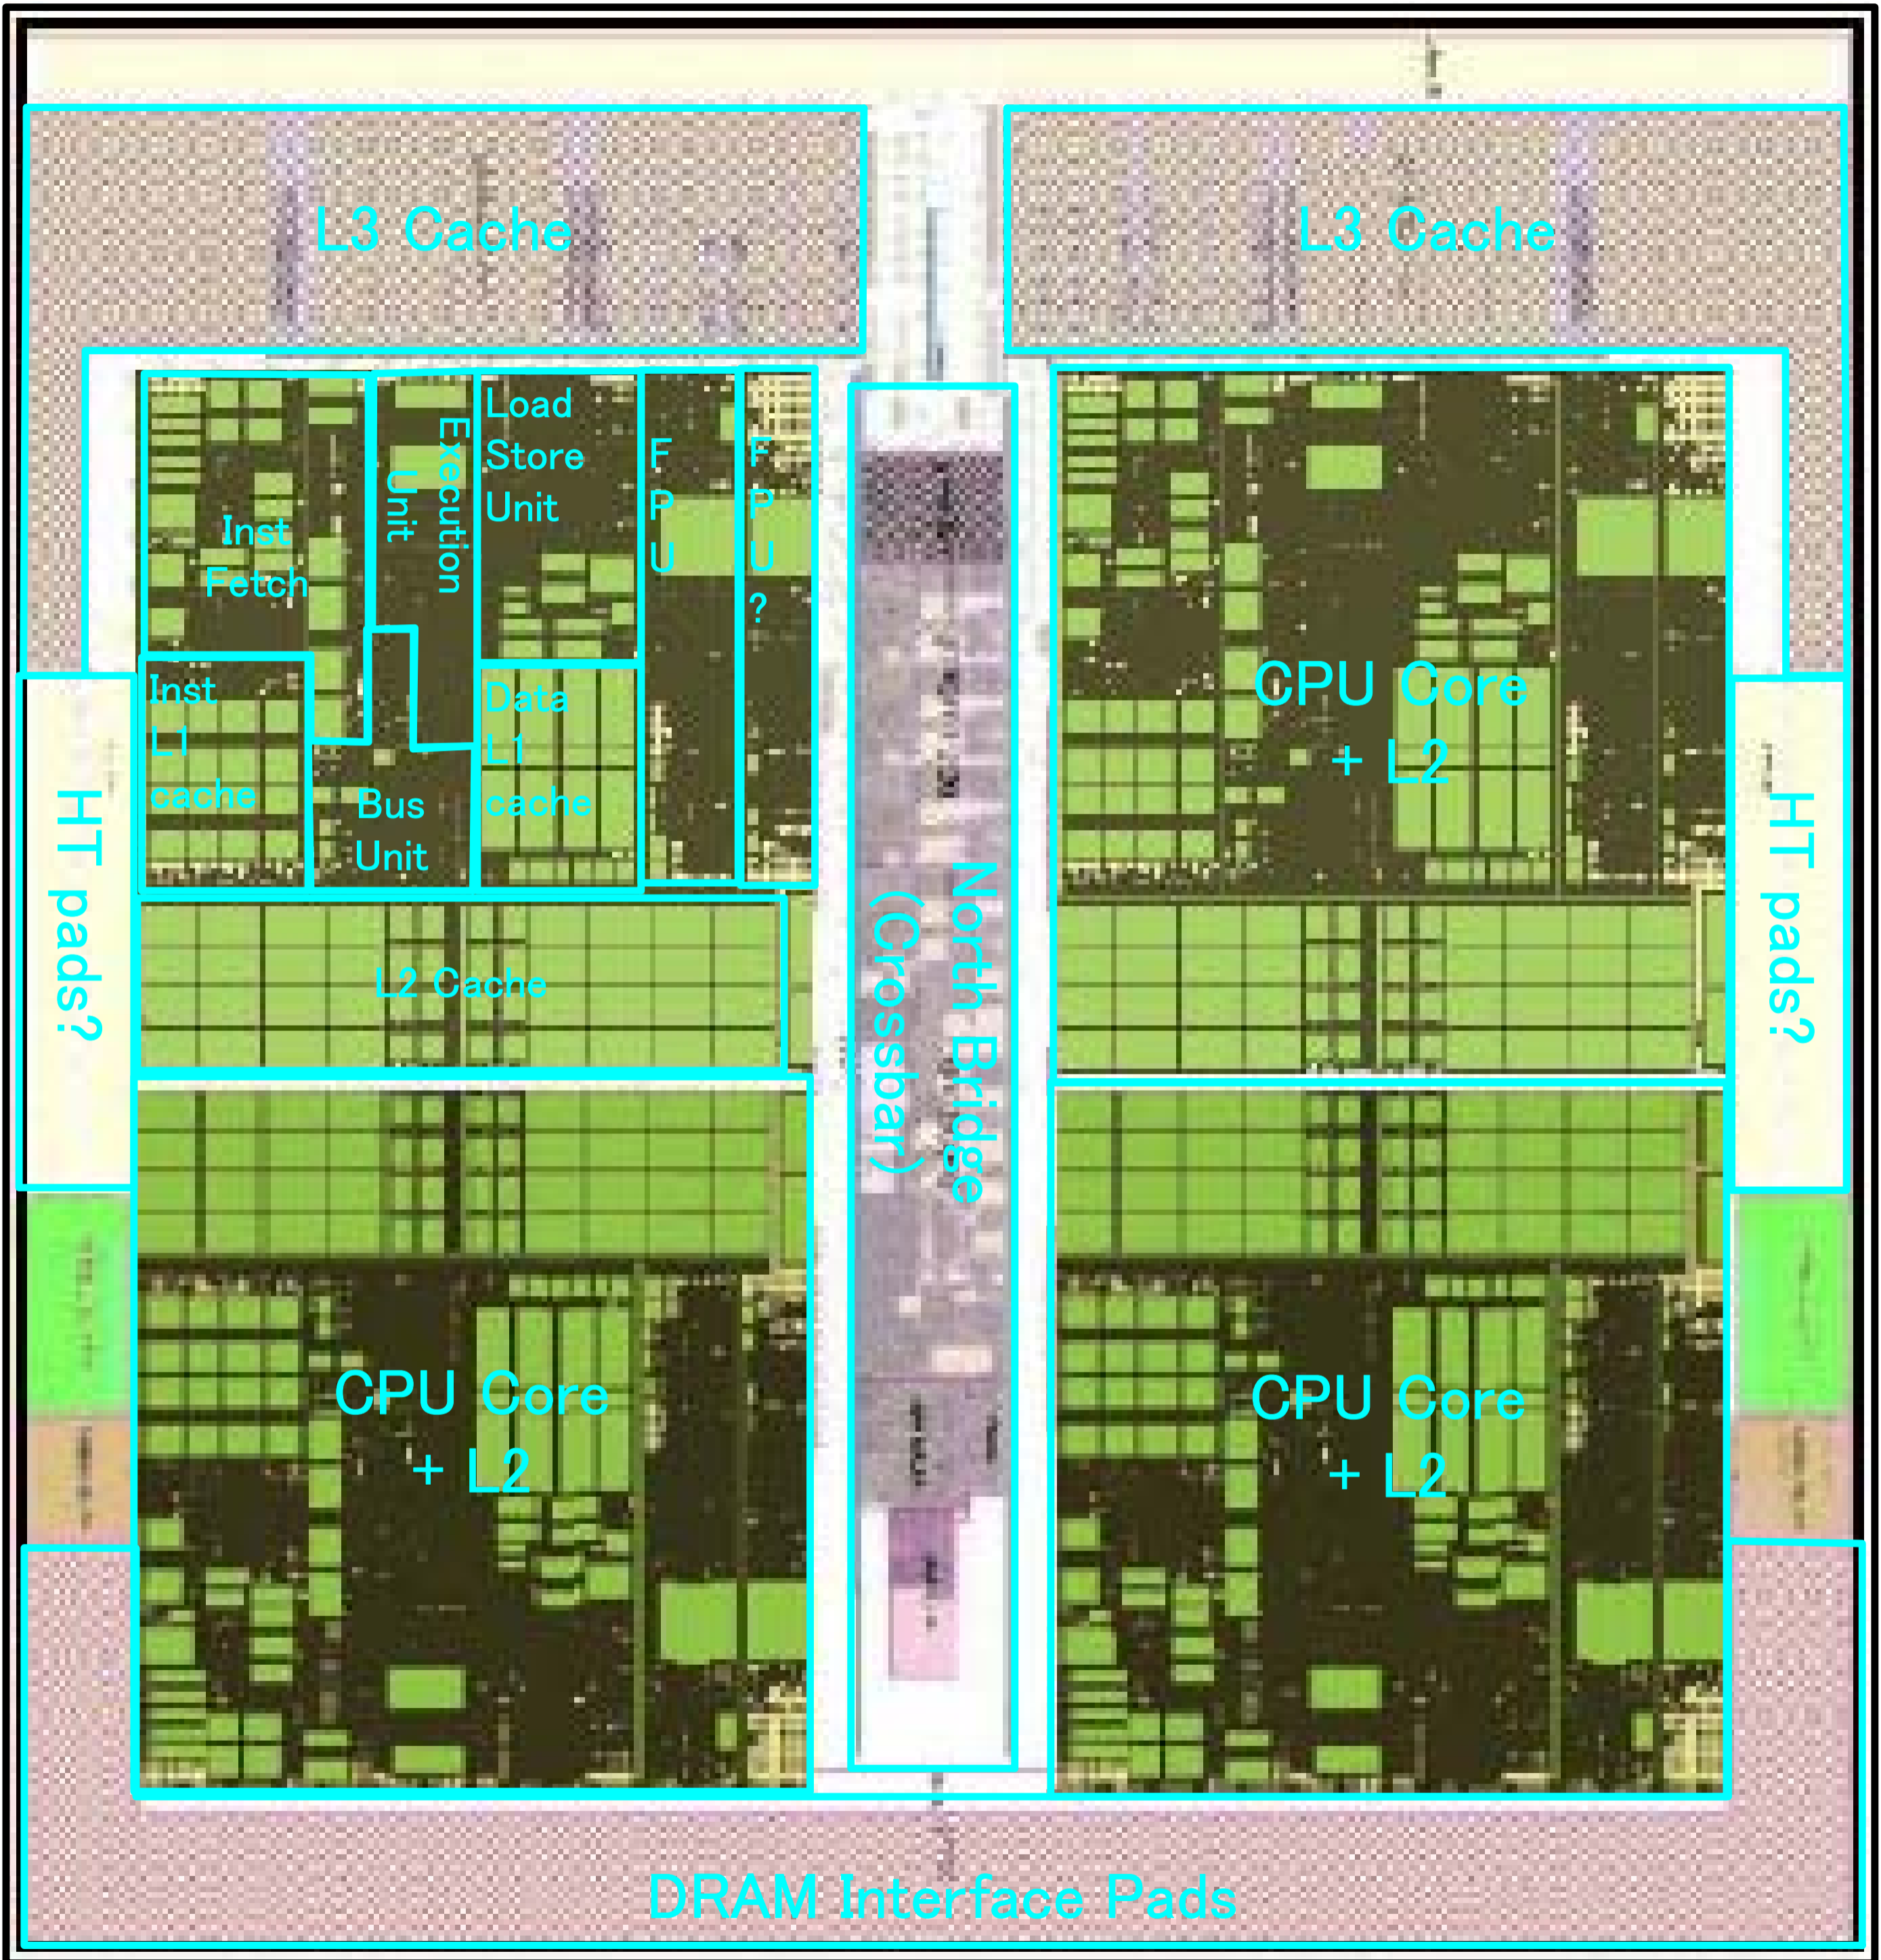 L3 Cache
L3 Cache
Load
Store
Unit
Execution
Unit
F
P
U
F
P
U
?
Inst
Fetch
Inst
L1
cache
Data
L1
cache
Bus
Unit
L2 Cache
HT pads?
North Bridge
(Crossbar)
CPU Core
+ L2
HT pads?
CPU Core
+ L2
CPU Core
+ L2
DRAM Interface Pads